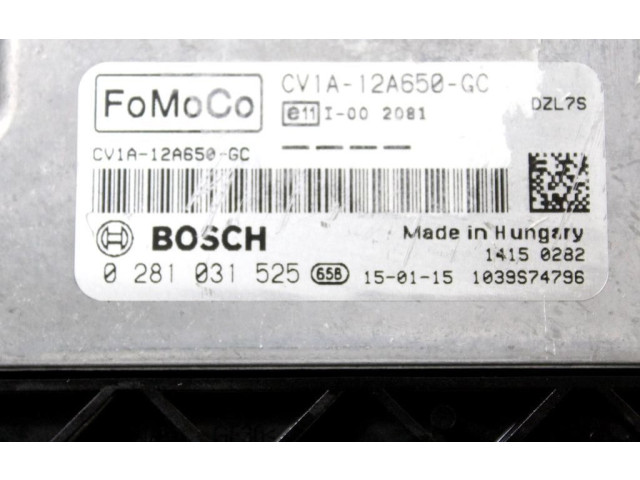 FoMoCo
CV1A-12A650-GC
e11 I-00 2081
DZL7S
CV1A-12A650-GC
BOSCH
Made in Hungary
1415 0282
0 281 031 525 658 15-01-15 1039S74796